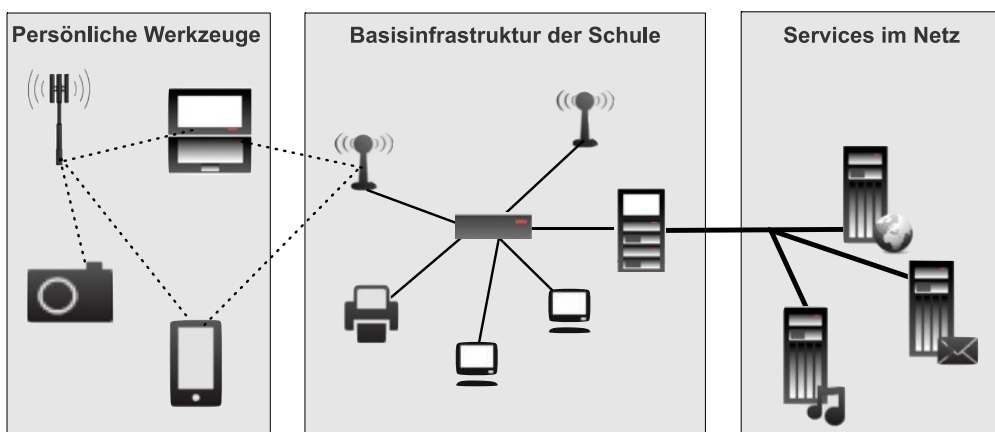 Persönliche Werkzeuge
Basisinfrastruktur der Schule
Services im Netz